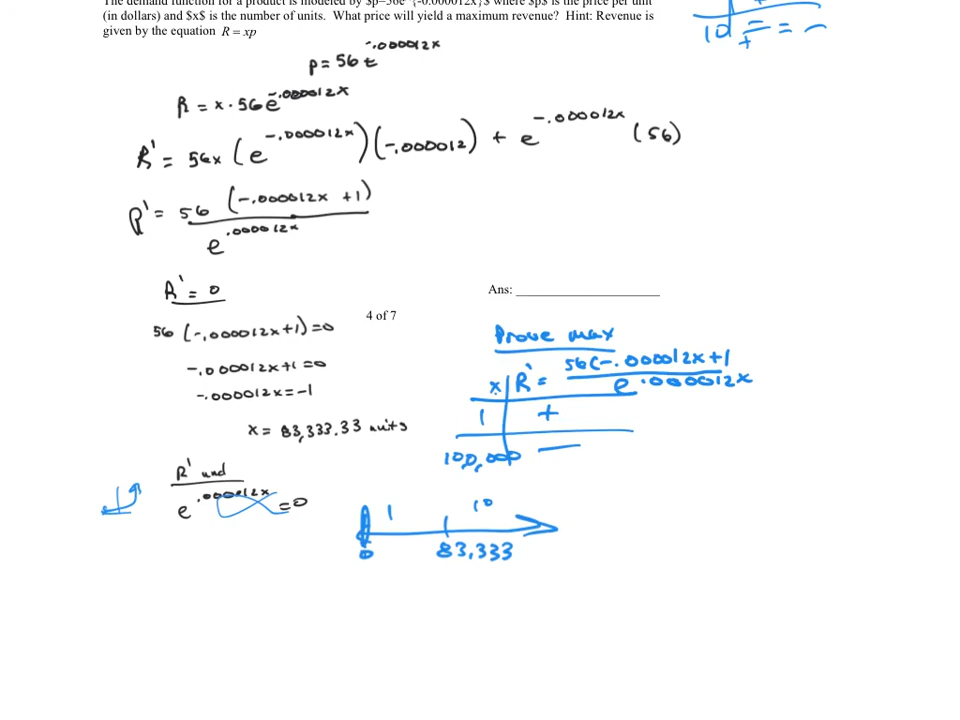 The demand function for a product is modeled by $p=56e^{-0.000012x}$ where $p$ is the price per unit
(in dollars) and $x$ is the number of units. What price will yield a maximum revenue? Hint: Revenue is
given by the equation R = xp
p = 56 e^-.000012x
R = x · 56 e^-.000012x
R' = 56x (e^-.000012x)(-.000012) + e^-.000012x (56)
R' = 56 (-.000012x +1) / e^.000012x
R' = 0
Ans:
56 (-.000012x+1)=0
4 of 7
-.000012x+1=0
-.000012x=-1
x = 83,333.33 units
Prove max
x | R' = 56(-.000012x+1 / e^.000012x
1 | +
100,000 | —
R' und
e^.000012x =0
1 10
0 83,333